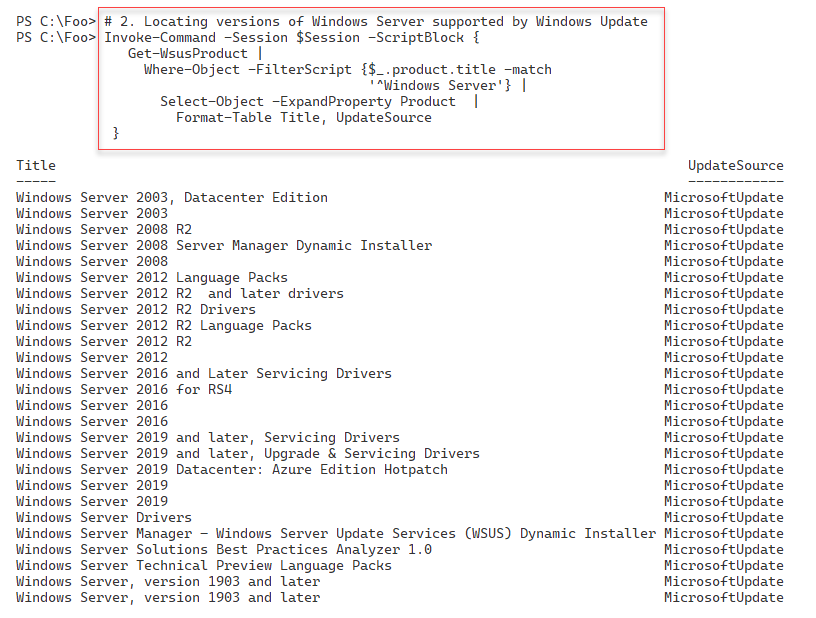 PS C:\Foo> # 2. Locating versions of Windows Server supported by Windows Update
PS C:\Foo> Invoke-Command -Session $Session -ScriptBlock {
Get-WsusProduct |
Where-Object -FilterScript {$_.product.title -match
'^Windows Server'} |
Select-Object -ExpandProperty Product |
Format-Table Title, UpdateSource
}
Title UpdateSource
----- ------------
Windows Server 2003, Datacenter Edition MicrosoftUpdate
Windows Server 2003 MicrosoftUpdate
Windows Server 2008 R2 MicrosoftUpdate
Windows Server 2008 Server Manager Dynamic Installer MicrosoftUpdate
Windows Server 2008 MicrosoftUpdate
Windows Server 2012 Language Packs MicrosoftUpdate
Windows Server 2012 R2  and later drivers MicrosoftUpdate
Windows Server 2012 R2 Drivers MicrosoftUpdate
Windows Server 2012 R2 Language Packs MicrosoftUpdate
Windows Server 2012 R2 MicrosoftUpdate
Windows Server 2012 MicrosoftUpdate
Windows Server 2016 and Later Servicing Drivers MicrosoftUpdate
Windows Server 2016 for RS4 MicrosoftUpdate
Windows Server 2016 MicrosoftUpdate
Windows Server 2016 MicrosoftUpdate
Windows Server 2019 and later, Servicing Drivers MicrosoftUpdate
Windows Server 2019 and later, Upgrade & Servicing Drivers MicrosoftUpdate
Windows Server 2019 Datacenter: Azure Edition Hotpatch MicrosoftUpdate
Windows Server 2019 MicrosoftUpdate
Windows Server 2019 MicrosoftUpdate
Windows Server Drivers MicrosoftUpdate
Windows Server Manager – Windows Server Update Services (WSUS) Dynamic Installer MicrosoftUpdate
Windows Server Solutions Best Practices Analyzer 1.0 MicrosoftUpdate
Windows Server Technical Preview Language Packs MicrosoftUpdate
Windows Server, version 1903 and later MicrosoftUpdate
Windows Server, version 1903 and later MicrosoftUpdate